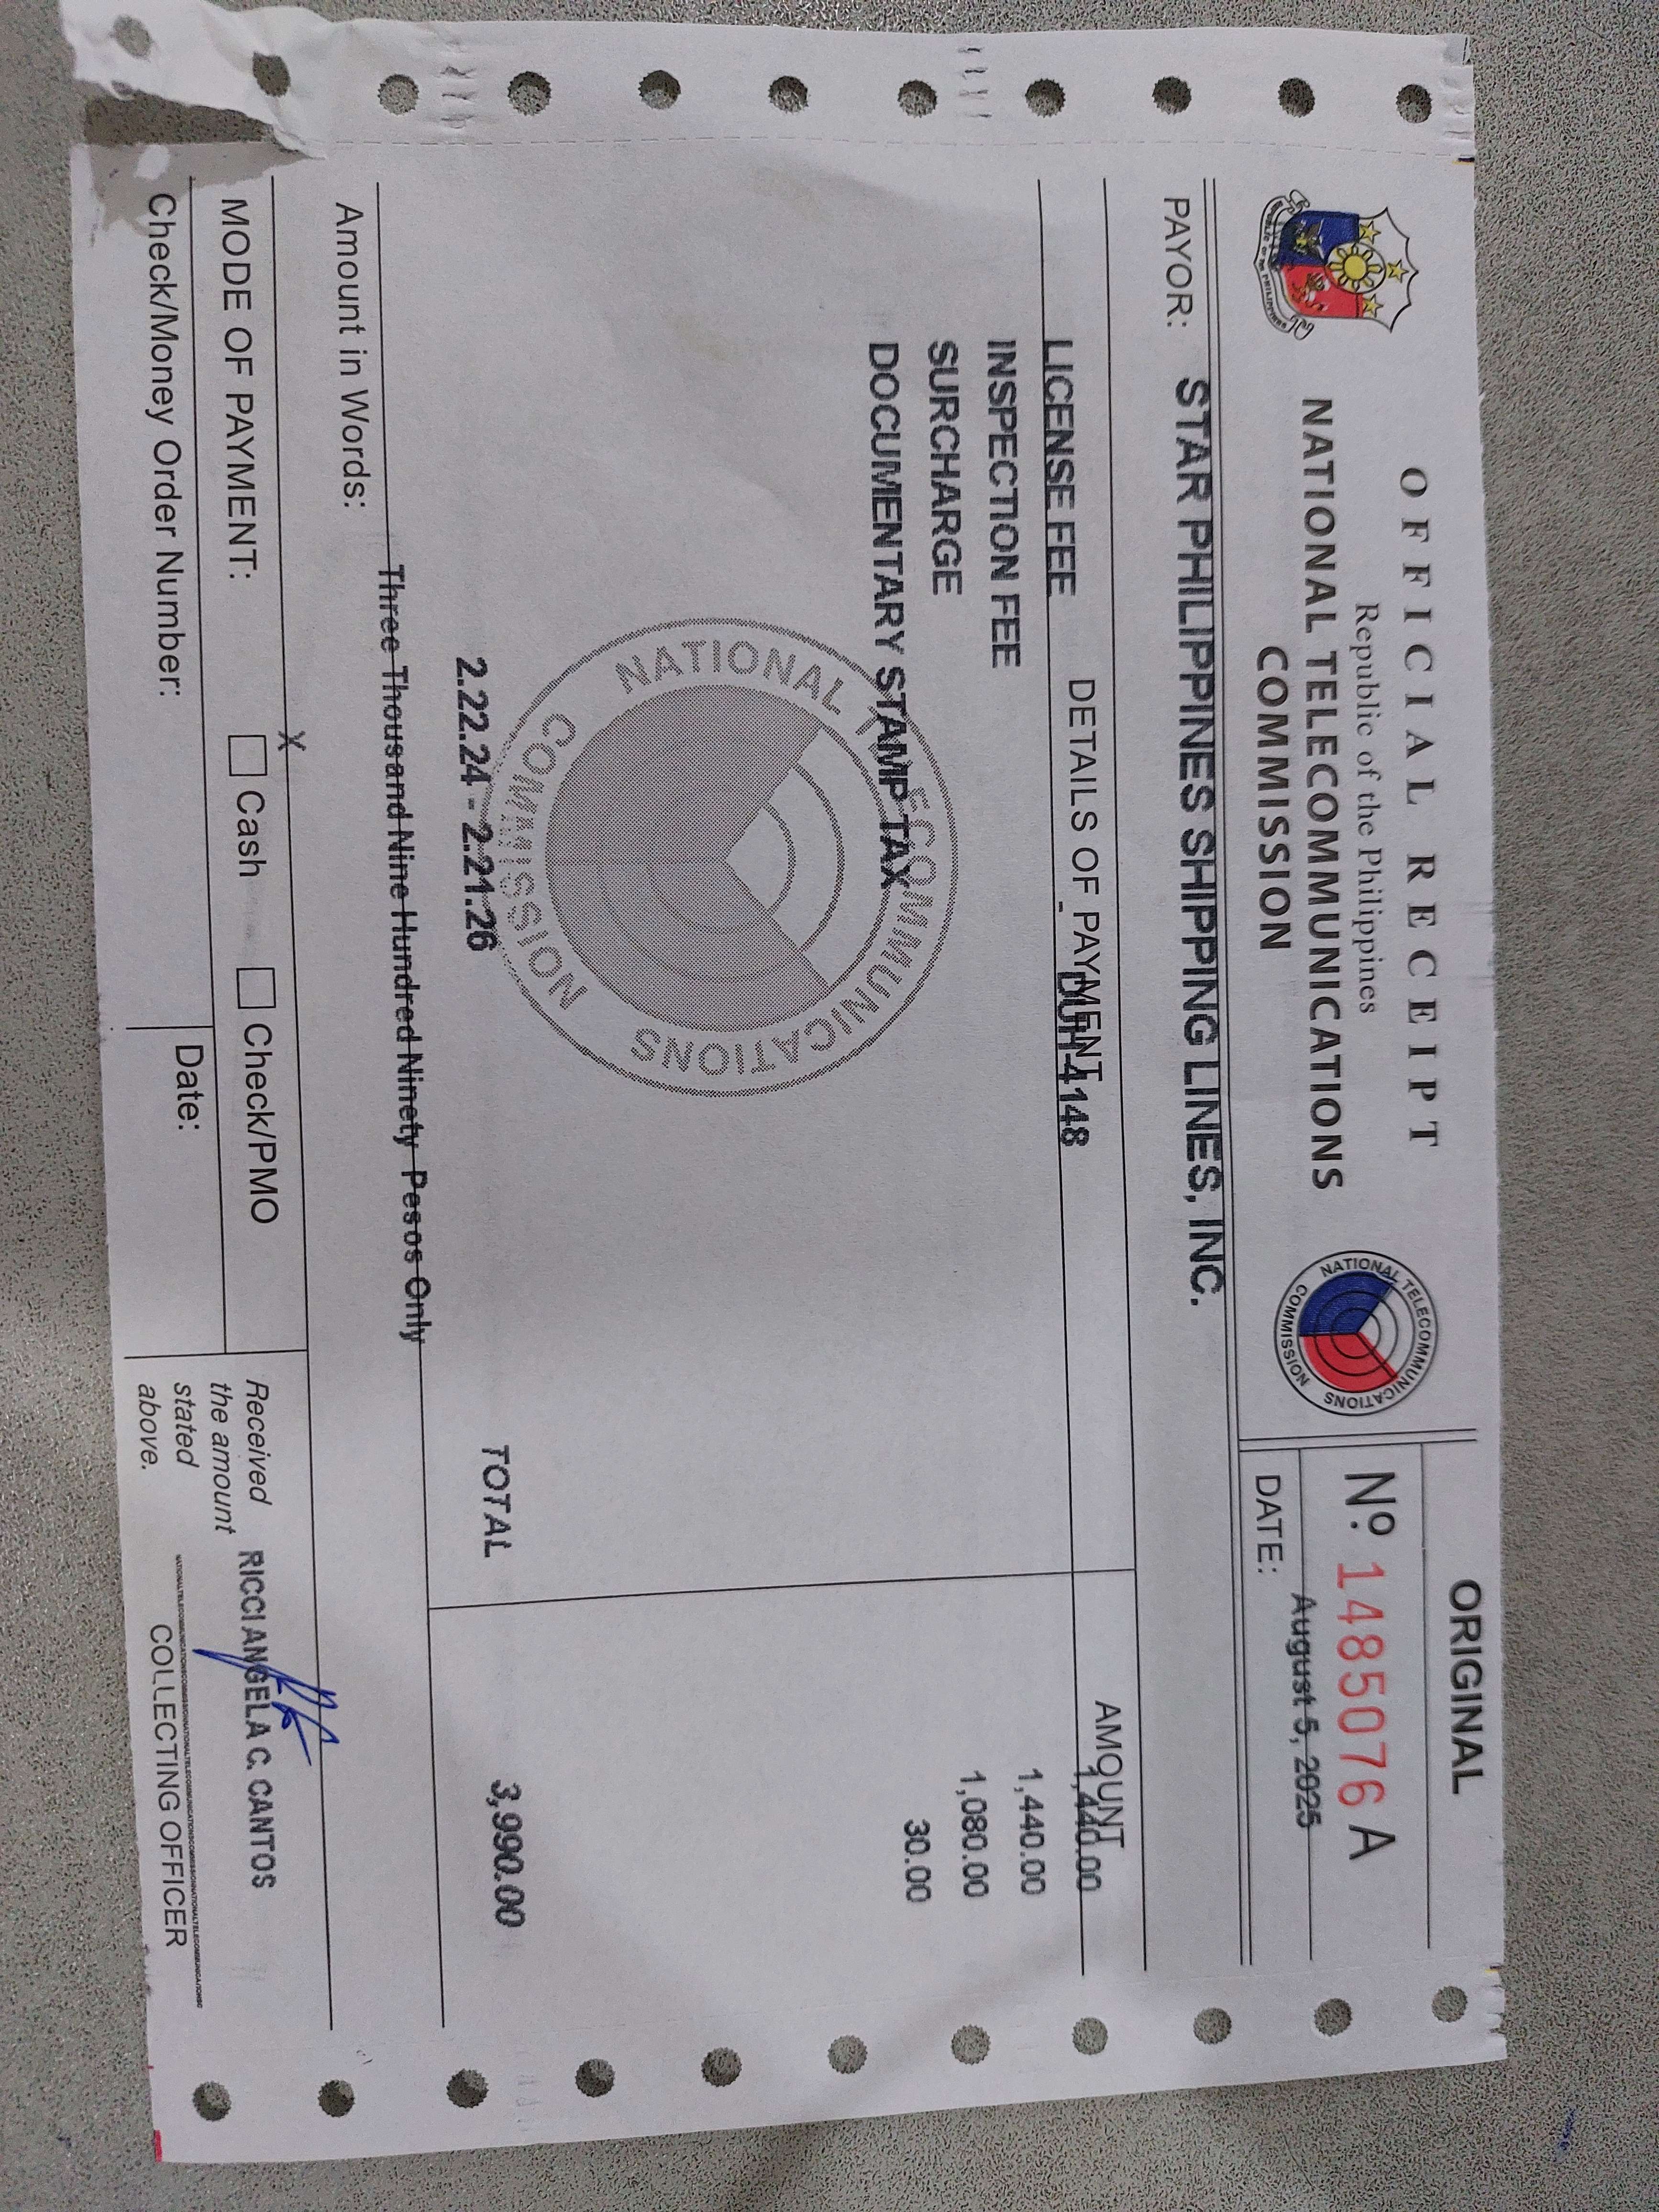 ORIGINAL
OFFICIAL RECEIPT
Republic of the Philippines
NATIONAL TELECOMMUNICATIONS
COMMISSION
NATIONAL TELECOMMUNICATIONS COMMISSION
Nº. 1485076 A
DATE: August 5, 2025
PAYOR: STAR PHILIPPINES SHIPPING LINES, INC.
DETAILS OF PAYMENT AMOUNT
LICENSE FEE - DUH-4148 1,440.00
INSPECTION FEE 1,440.00
SURCHARGE 1,080.00
DOCUMENTARY STAMP TAX 30.00
NATIONAL TELECOMMUNICATIONS COMMISSION
2.22.24 - 2.21.26 TOTAL 3,990.00
Three Thousand Nine Hundred Ninety Pesos Only
Amount in Words:
X
MODE OF PAYMENT: Cash Check/PMO
Check/Money Order Number: Date:
Received
the amount
stated
above.
RICCI ANGELA C. CANTOS
COLLECTING OFFICER